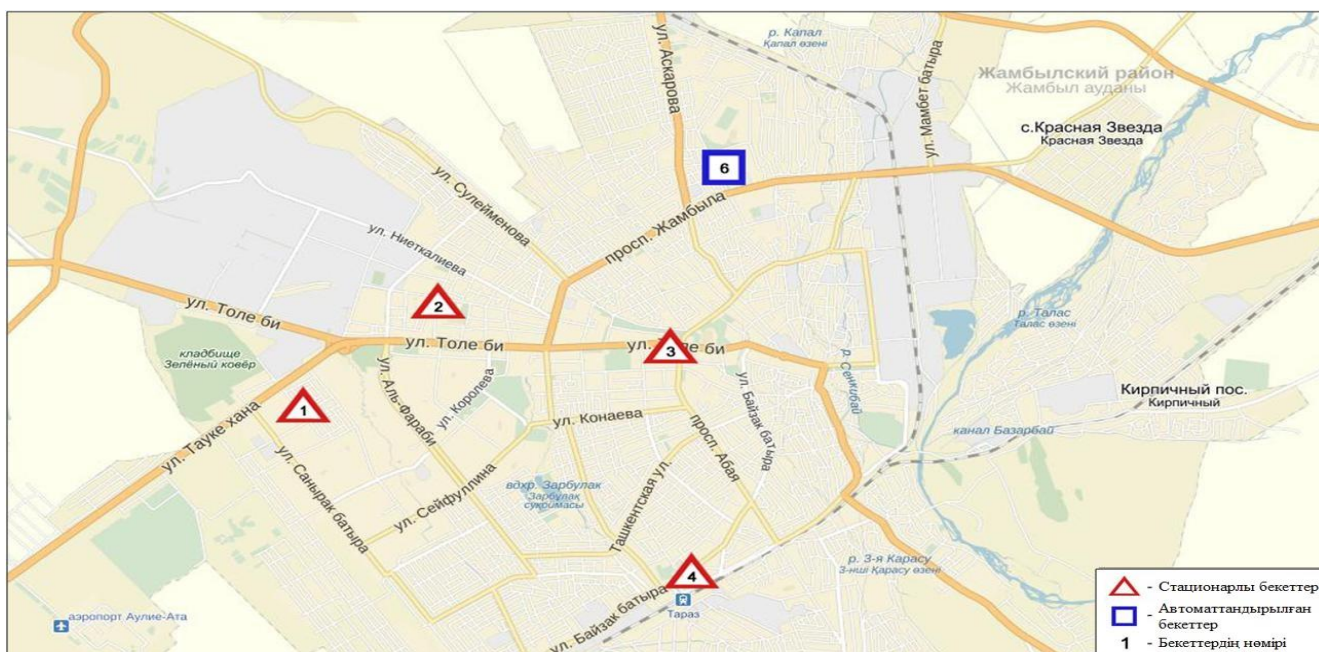 р. Капал
Қапал өзені
ул. Аскарова
ул. Мамбет батыра
Жамбылский район
Жамбыл ауданы
с.Красная Звезда
Красная Звезда
6
ул. Сулейменова
просп. Жамбыла
ул. Ниеткалиева
2
ул. Толе би
ул. Толе би
3
ул. Толе би
р. Талас
Талас өзені
кладбище
Зелёный ковёр
1
ул. Тауке хана
ул. Аль-Фараби
ул. Королева
ул. Конаева
просп. Абая
ул. Байзак батыра
р. Сенкибай
Кирпичный пос.
Кирпичный
канал Базарбай
ул. Санырак батыра
ул. Сейфуллина
вдхр. Зарбулак
Зарбулақ
суқоймасы
Ташкентская ул.
4
ул. Байзак батыра
Тараз
р. 3-я Карасу
3-нші Қарасу өзені
аэропорт Аулие-Ата
- Стационарлы бекеттер
- Автоматтандырылған
бекеттер
1 - Бекеттердің нөмірі